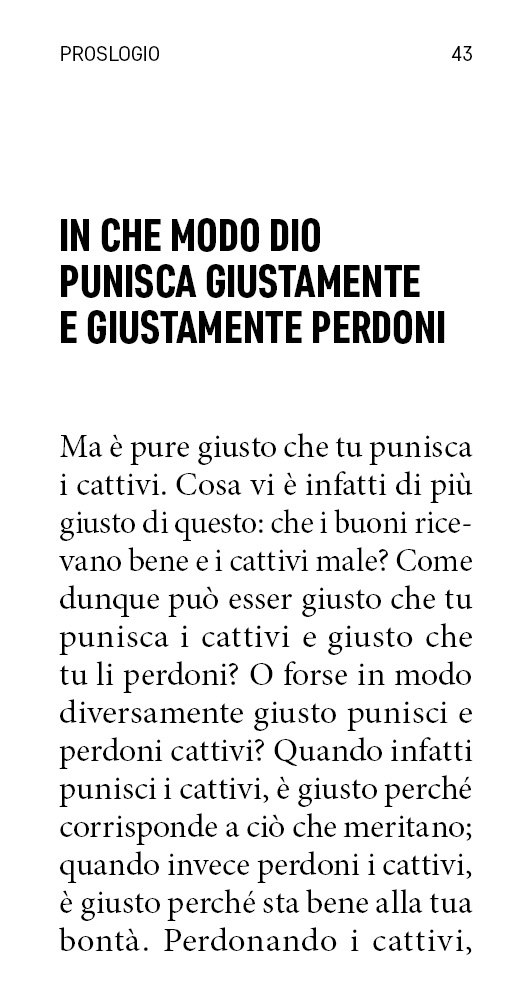 PROSLOGIO 43
IN CHE MODO DIO
PUNISCA GIUSTAMENTE
E GIUSTAMENTE PERDONI
Ma è pure giusto che tu punisca
i cattivi. Cosa vi è infatti di più
giusto di questo: che i buoni rice-
vano bene e i cattivi male? Come
dunque può esser giusto che tu
punisca i cattivi e giusto che
tu li perdoni? O forse in modo
diversamente giusto punisci e
perdoni cattivi? Quando infatti
punisci i cattivi, è giusto perché
corrisponde a ciò che meritano;
quando invece perdoni i cattivi,
è giusto perché sta bene alla tua
bontà. Perdonando i cattivi,